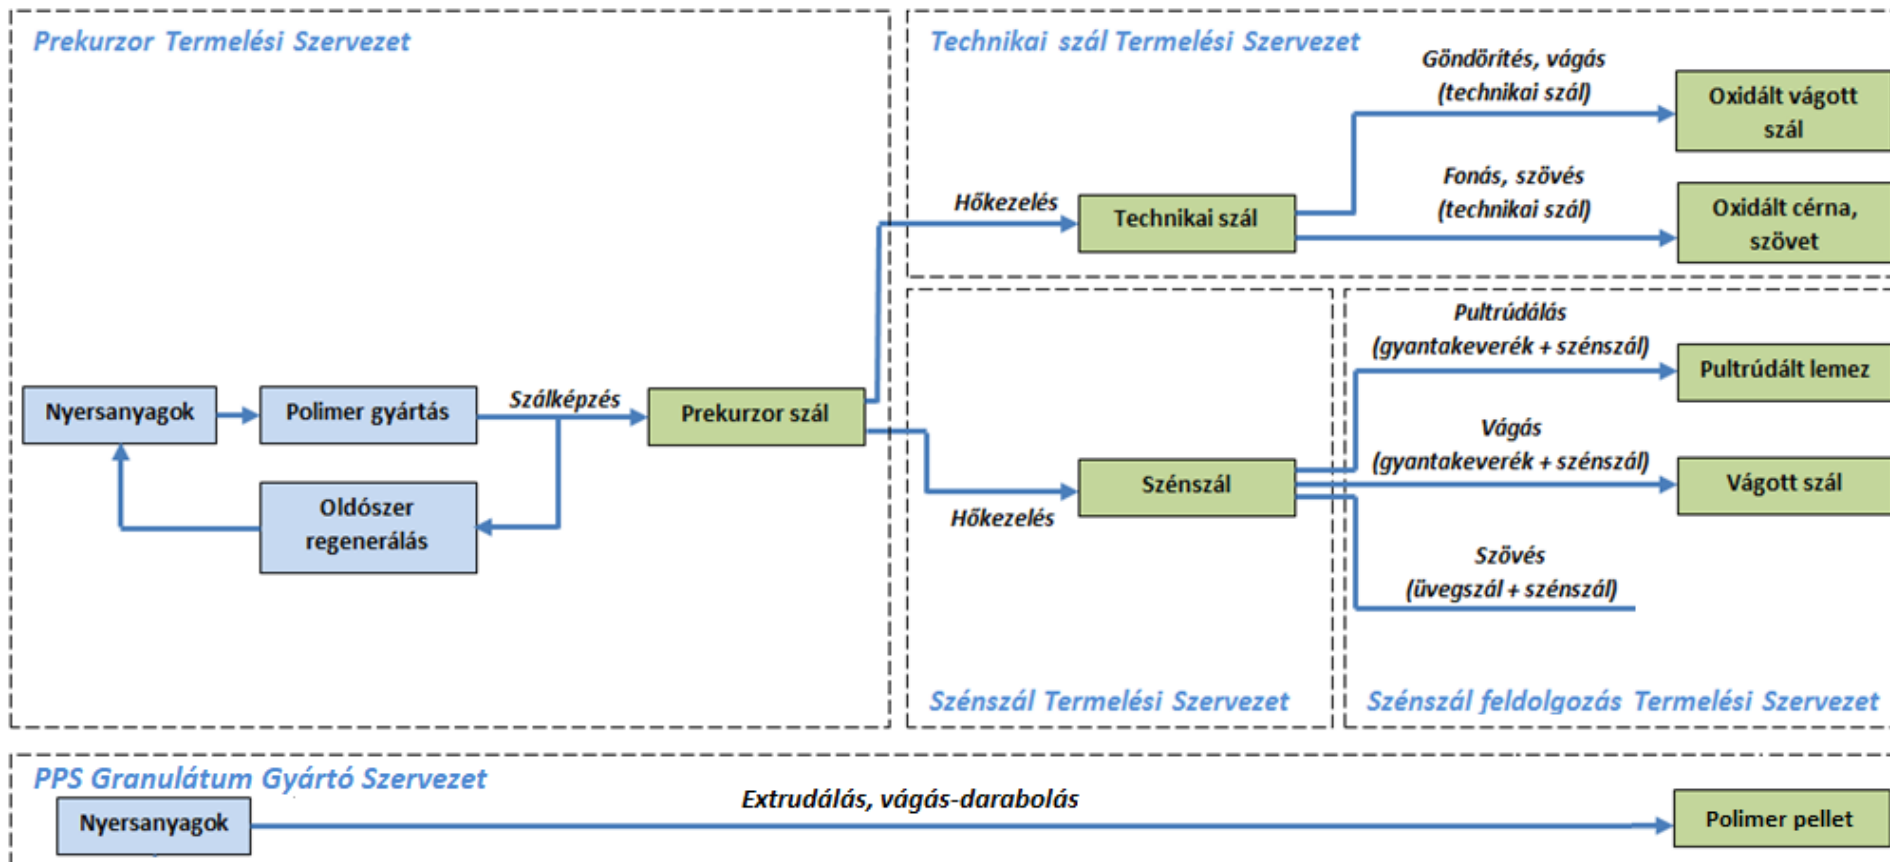 Prekurzor Termelési Szervezet
Nyersanyagok
Polimer gyártás
Szálképzés
Prekurzor szál
Oldószer
regenerálás
Technikai szál Termelési Szervezet
Hőkezelés
Technikai szál
Göndörítés, vágás
(technikai szál)
Oxidált vágott
szál
Fonás, szövés
(technikai szál)
Oxidált cérna,
szövet
Hőkezelés
Szénszál
Szénszál Termelési Szervezet
Pultrúdálás
(gyantakeverék + szénszál)
Pultrúdált lemez
Vágás
(gyantakeverék + szénszál)
Vágott szál
Szövés
(üvegszál + szénszál)
Szénszál feldolgozás Termelési Szervezet
PPS Granulátum Gyártó Szervezet
Nyersanyagok
Extrudálás, vágás-darabolás
Polimer pellet